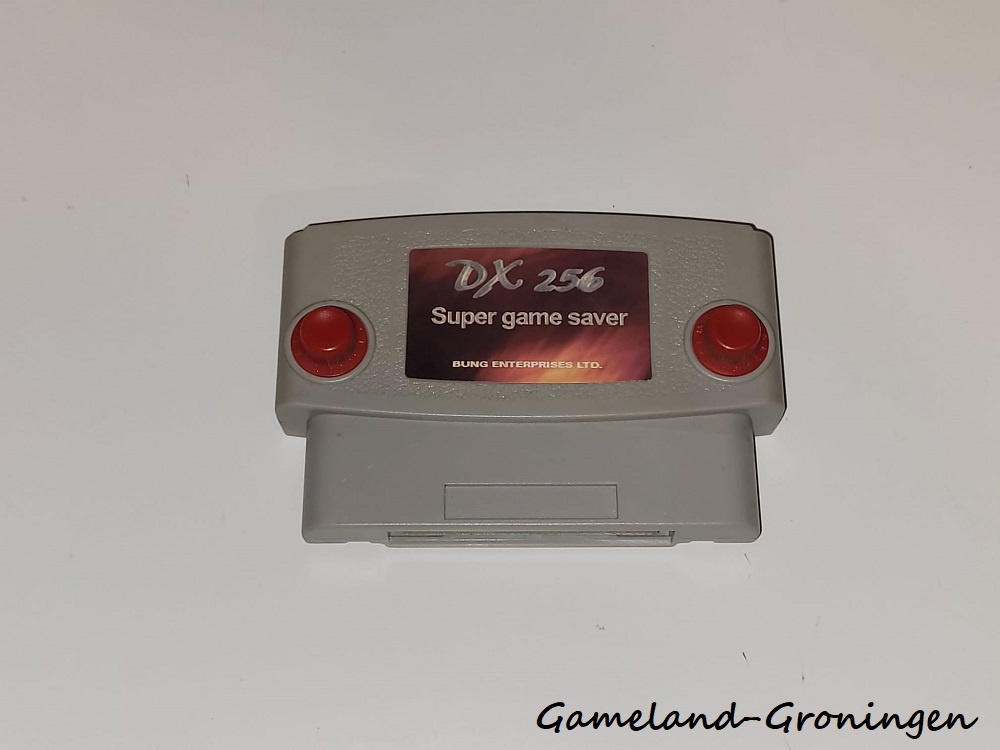 DX 256
Super game saver
BUNG ENTERPRISES LTD.
Gameland-Groningen